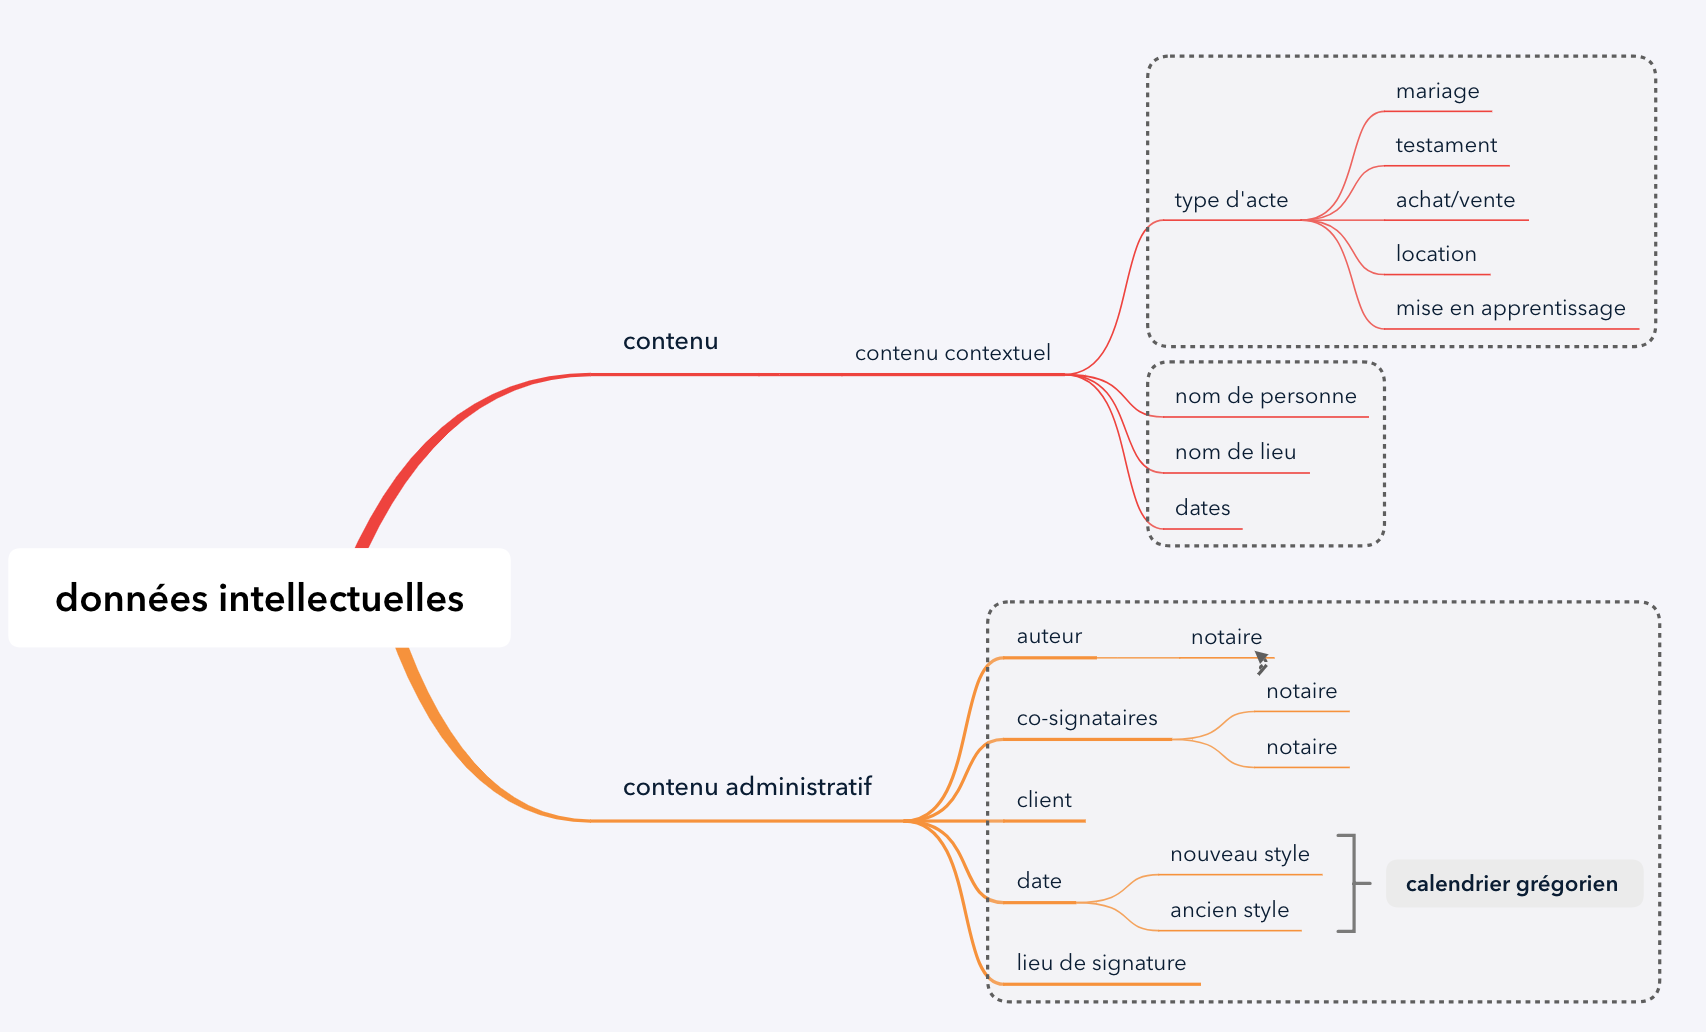 données intellectuelles
contenu
contenu contextuel
type d'acte
mariage
testament
achat/vente
location
mise en apprentissage
nom de personne
nom de lieu
dates
contenu administratif
auteur
notaire
co-signataires
notaire
notaire
client
date
nouveau style
ancien style
calendrier grégorien
lieu de signature